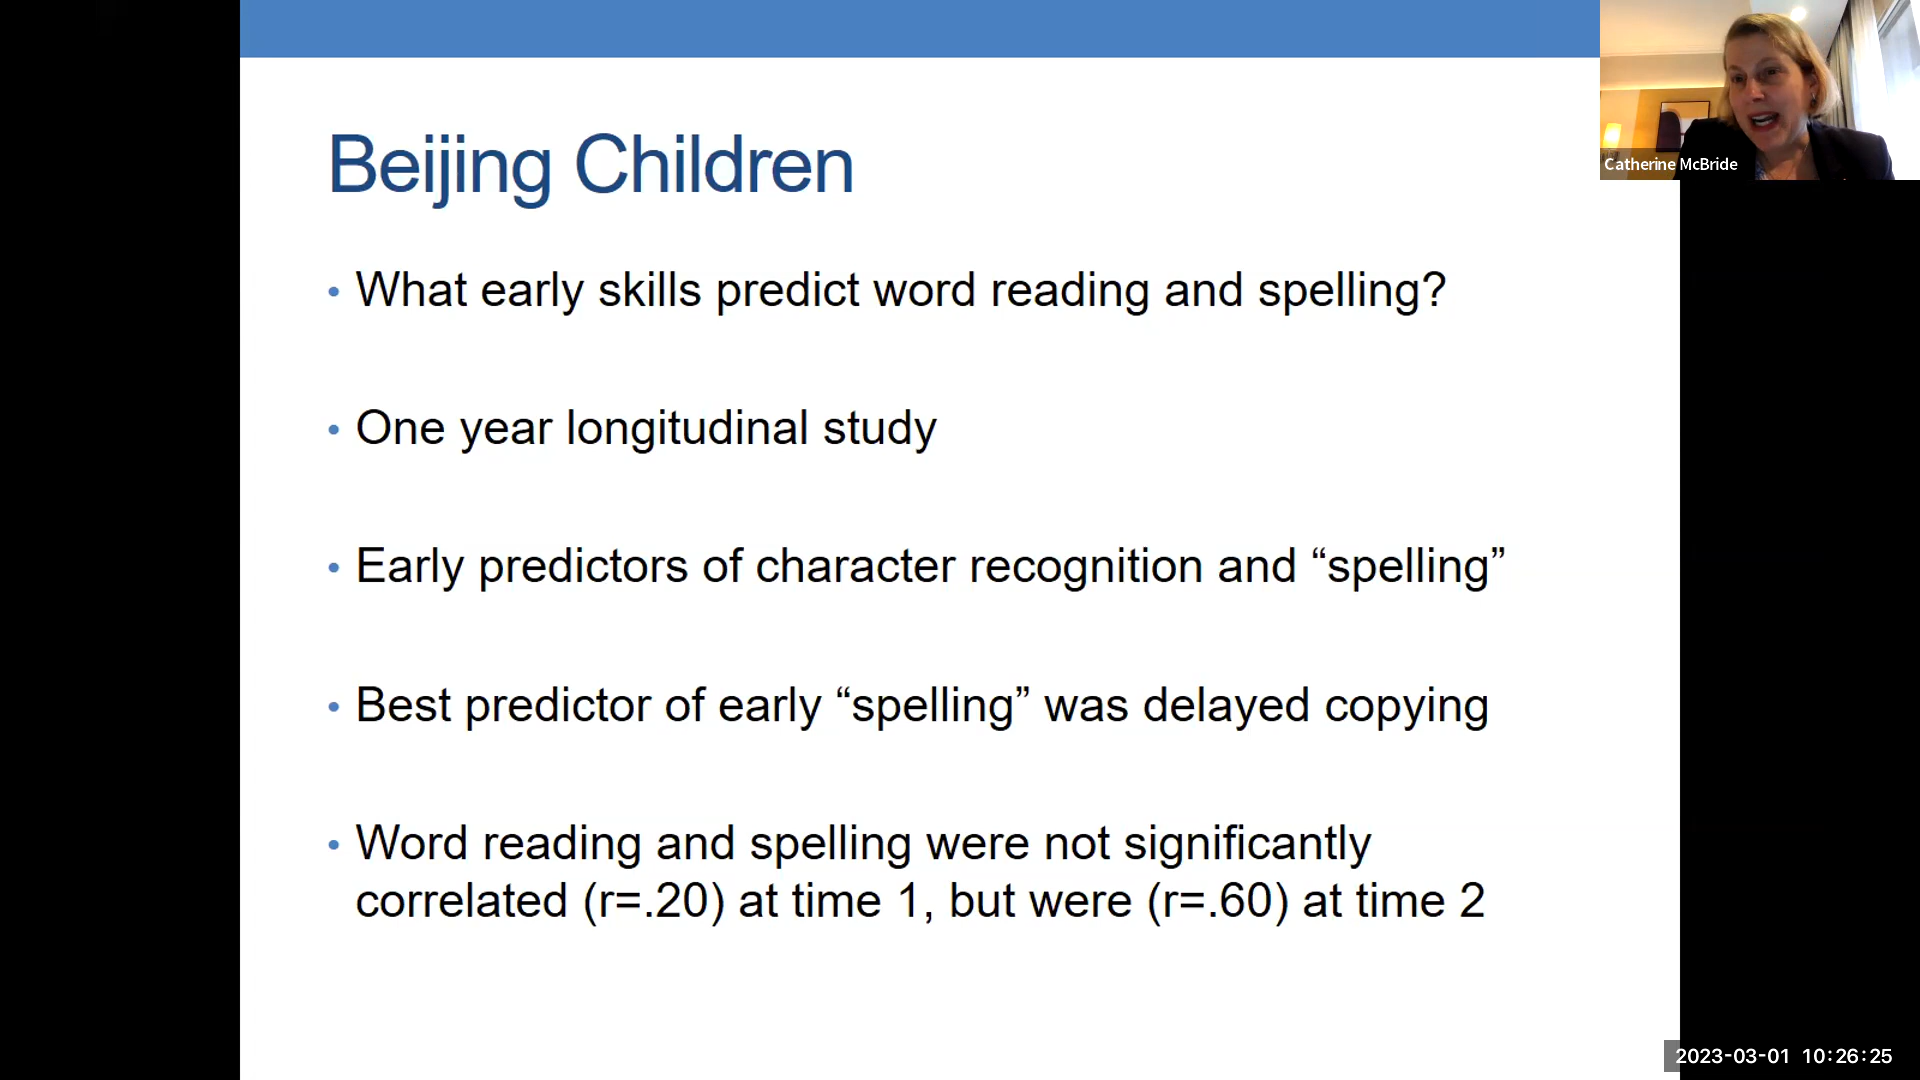 Beijing Children
• What early skills predict word reading and spelling?
• One year longitudinal study
• Early predictors of character recognition and “spelling”
• Best predictor of early “spelling” was delayed copying
• Word reading and spelling were not significantly
correlated (r=.20) at time 1, but were (r=.60) at time 2
Catherine McBride
2023-03-01 10:26:25